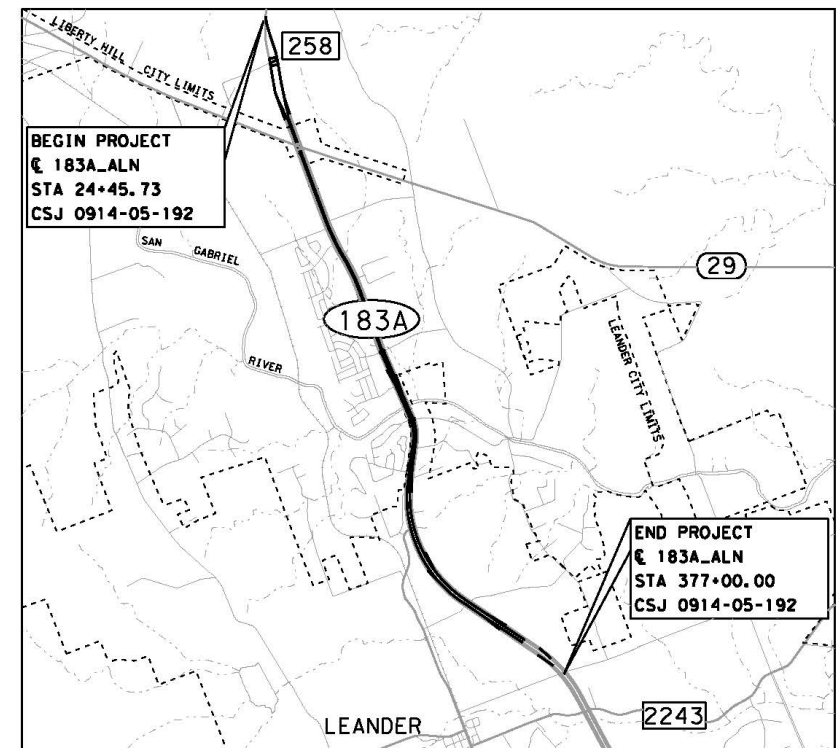 LIBERTY HILL CITY LIMITS
258
BEGIN PROJECT
℄ 183A_ALN
STA 24+45.73
CSJ 0914-05-192
SAN GABRIEL RIVER
29
183A
LEANDER CITY LIMITS
END PROJECT
℄ 183A_ALN
STA 377+00.00
CSJ 0914-05-192
2243
LEANDER